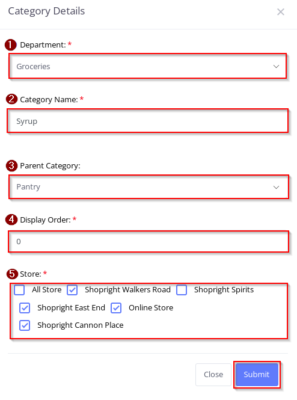 Category Details ×
1 Department: *
Groceries
2 Category Name: *
Syrup
3 Parent Category:
Pantry
4 Display Order: *
0
5 Store: *
All Store Shopright Walkers Road Shopright Spirits
Shopright East End Online Store
Shopright Cannon Place
Close Submit